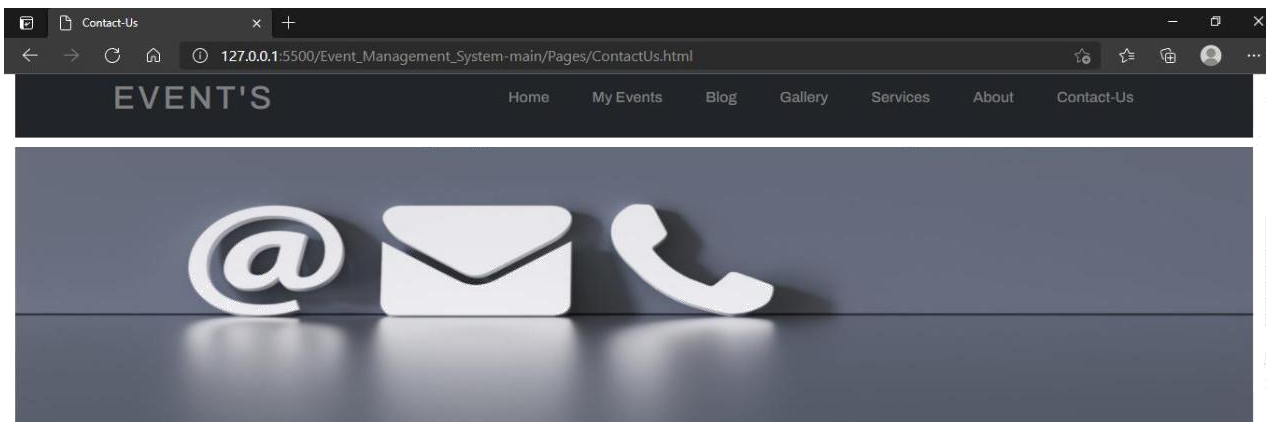 Contact-Us
127.0.0.1:5500/Event_Management_System-main/Pages/ContactUs.html
EVENT'S Home My Events Blog Gallery Services About Contact-Us
@